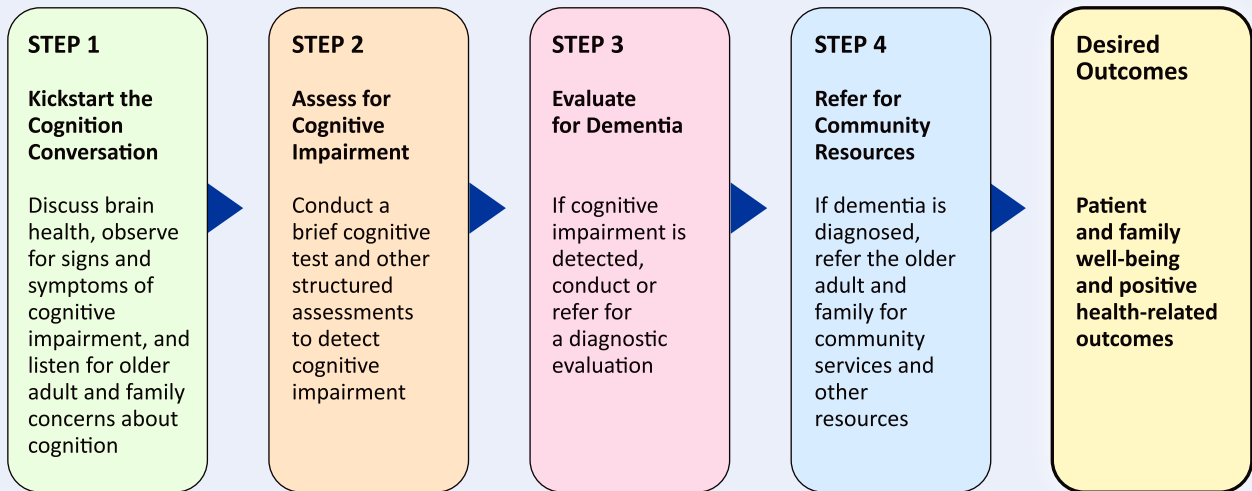 STEP 1
Kickstart the
Cognition
Conversation
Discuss brain
health, observe
for signs and
symptoms of
cognitive
impairment, and
listen for older
adult and family
concerns about
cognition
STEP 2
Assess for
Cognitive
Impairment
Conduct a
brief cognitive
test and other
structured
assessments
to detect
cognitive
impairment
STEP 3
Evaluate
for Dementia
If cognitive
impairment is
detected,
conduct or
refer for
a diagnostic
evaluation
STEP 4
Refer for
Community
Resources
If dementia is
diagnosed,
refer the older
adult and
family for
community
services and
other
resources
Desired
Outcomes
Patient
and family
well-being
and positive
health-related
outcomes